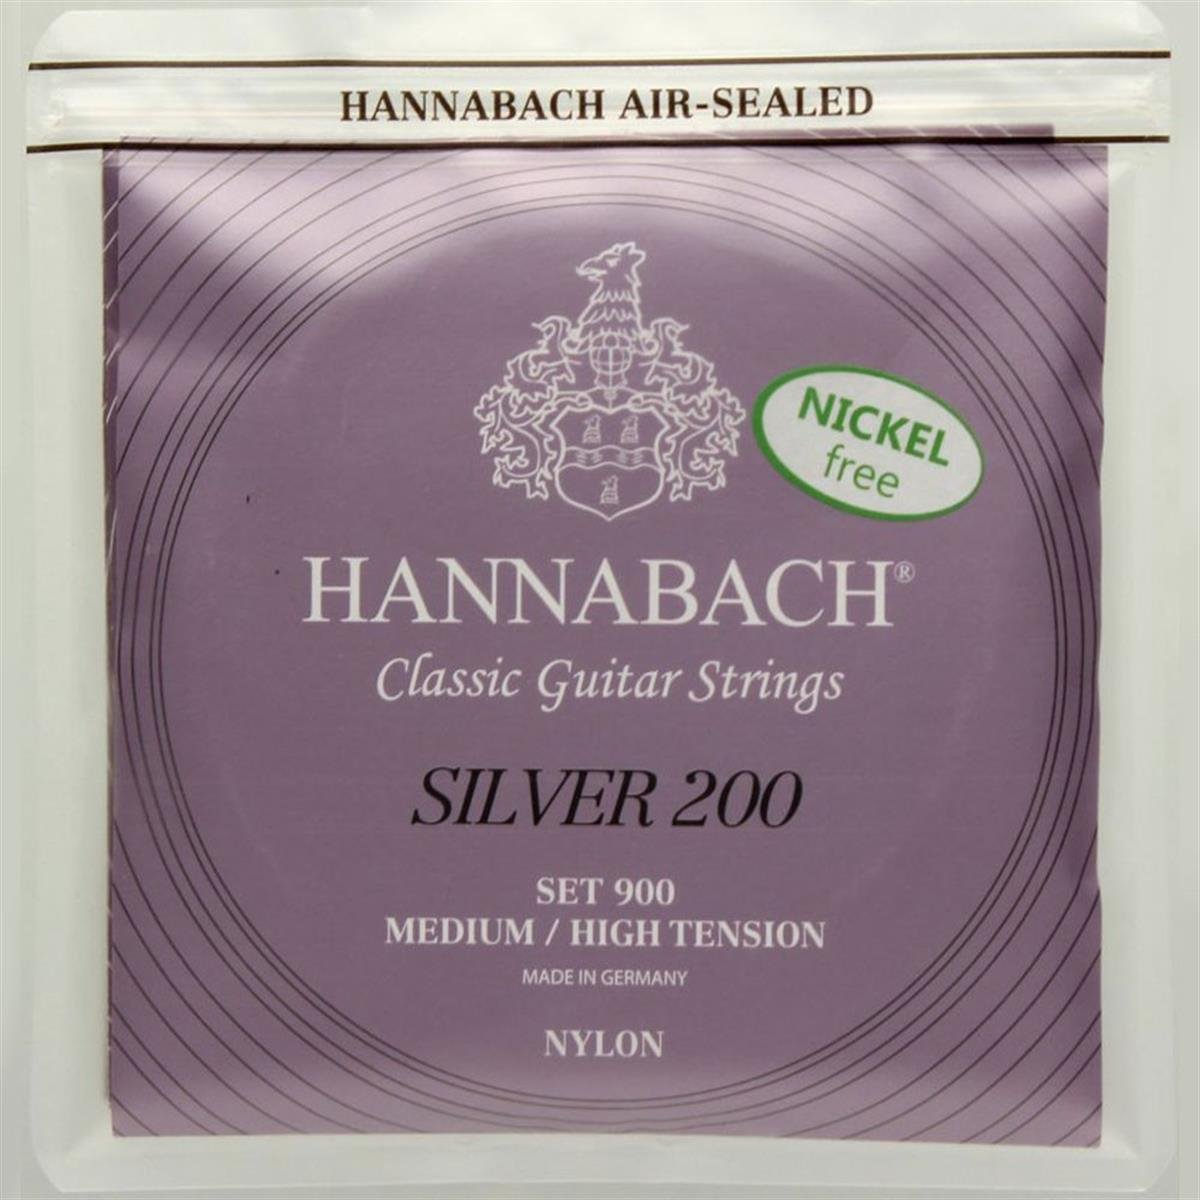 HANNABACH AIR-SEALED
NICKEL
free
HANNABACH®
Classic Guitar Strings
SILVER 200
SET 900
MEDIUM / HIGH TENSION
MADE IN GERMANY
NYLON